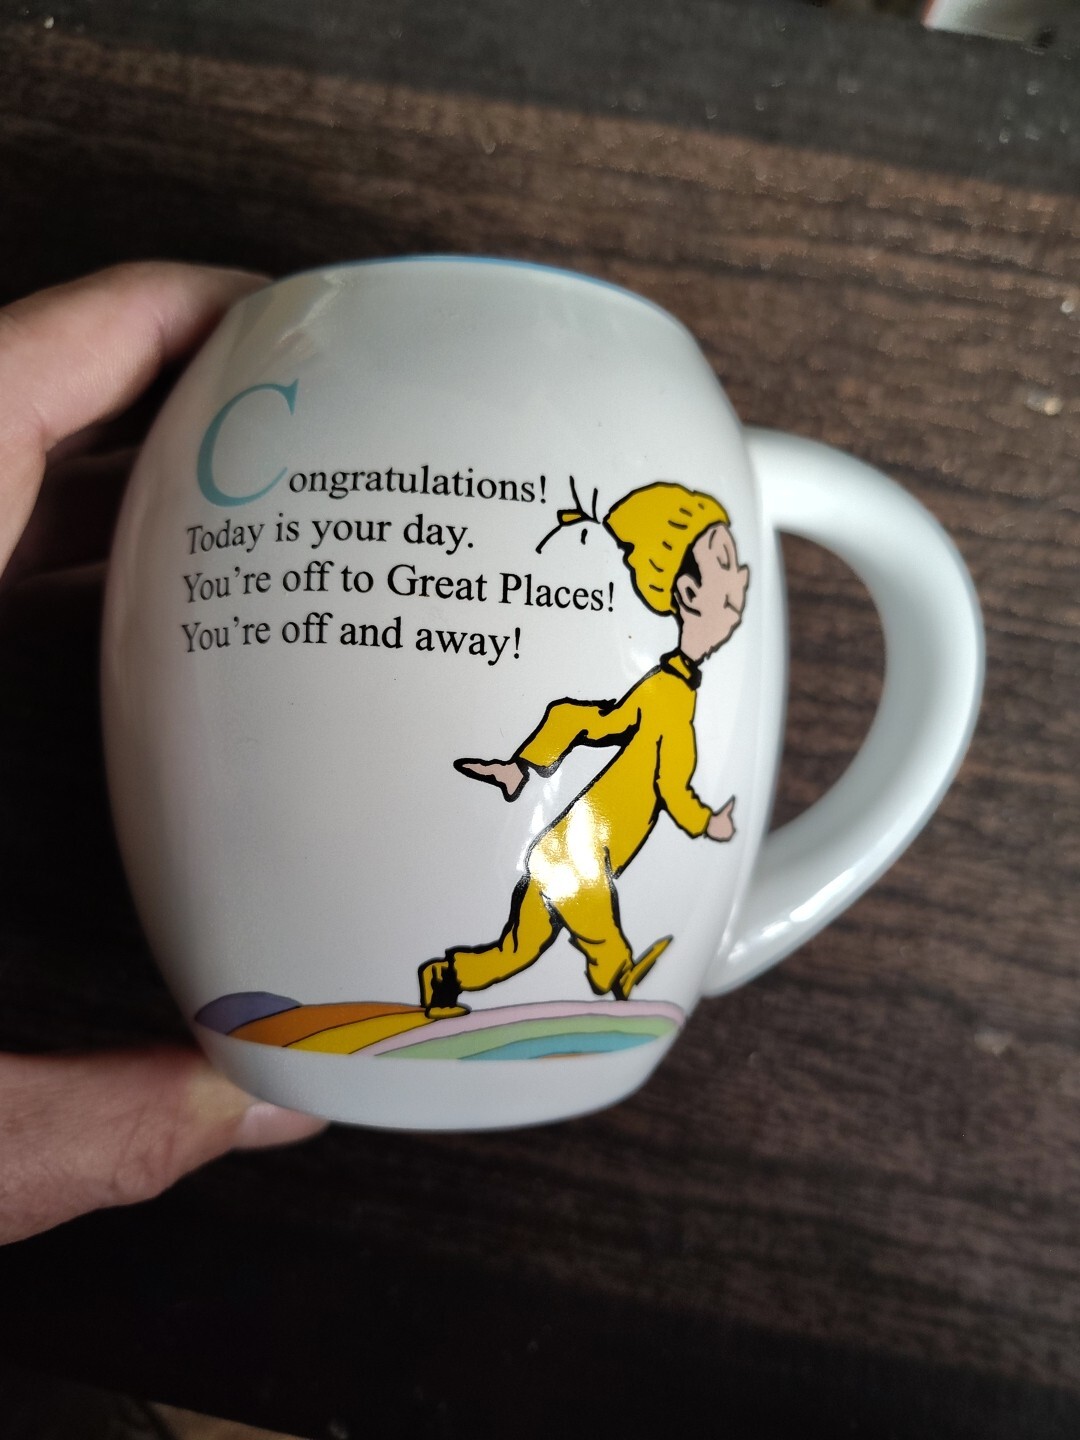 Congratulations!
Today is your day.
You're off to Great Places!
You're off and away!